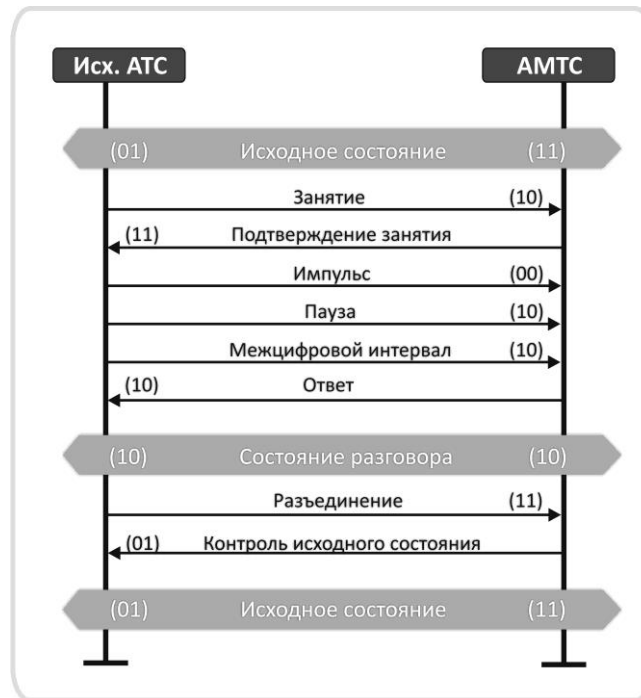 Исх. АТС АМТС
(01) Исходное состояние (11)
Занятие (10)
(11) Подтверждение занятия
Импульс (00)
Пауза (10)
Межцифровой интервал (10)
(10) Ответ
(10) Состояние разговора (10)
Разъединение (11)
(01) Контроль исходного состояния
(01) Исходное состояние (11)